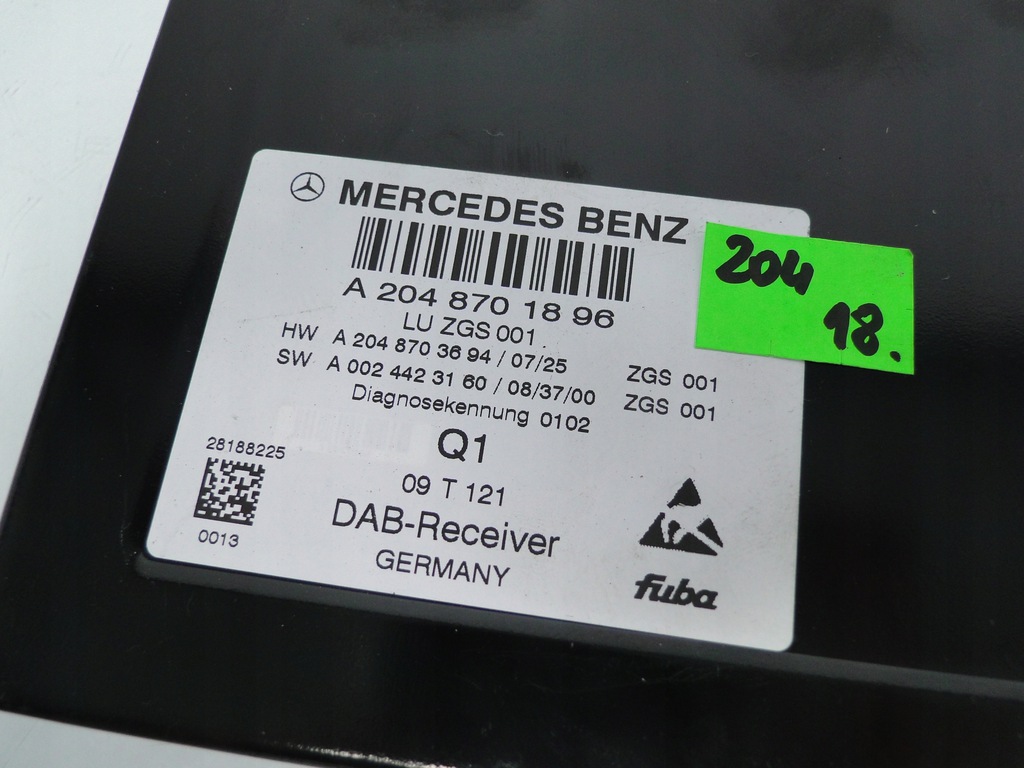 MERCEDES BENZ
A 204 870 18 96
LU ZGS 001
HW A 204 870 36 94 / 07/25 ZGS 001
SW A 002 442 31 60 / 08/37/00 ZGS 001
Diagnosekennung 0102
Q1
09 T 121
DAB-Receiver
GERMANY
28188225
0013
fuba
204
18.